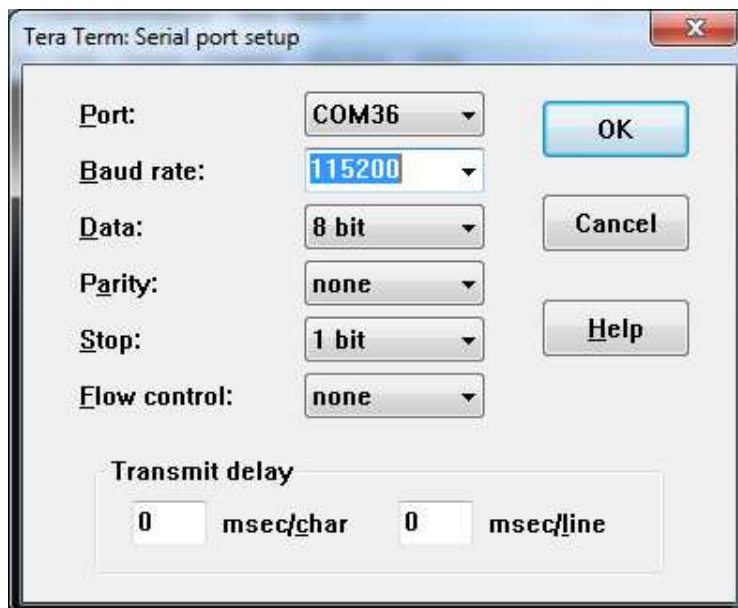 Tera Term: Serial port setup
Port: COM36 OK
Baud rate: 115200
Data: 8 bit Cancel
Parity: none
Stop: 1 bit Help
Flow control: none
Transmit delay
0 msec/char 0 msec/line